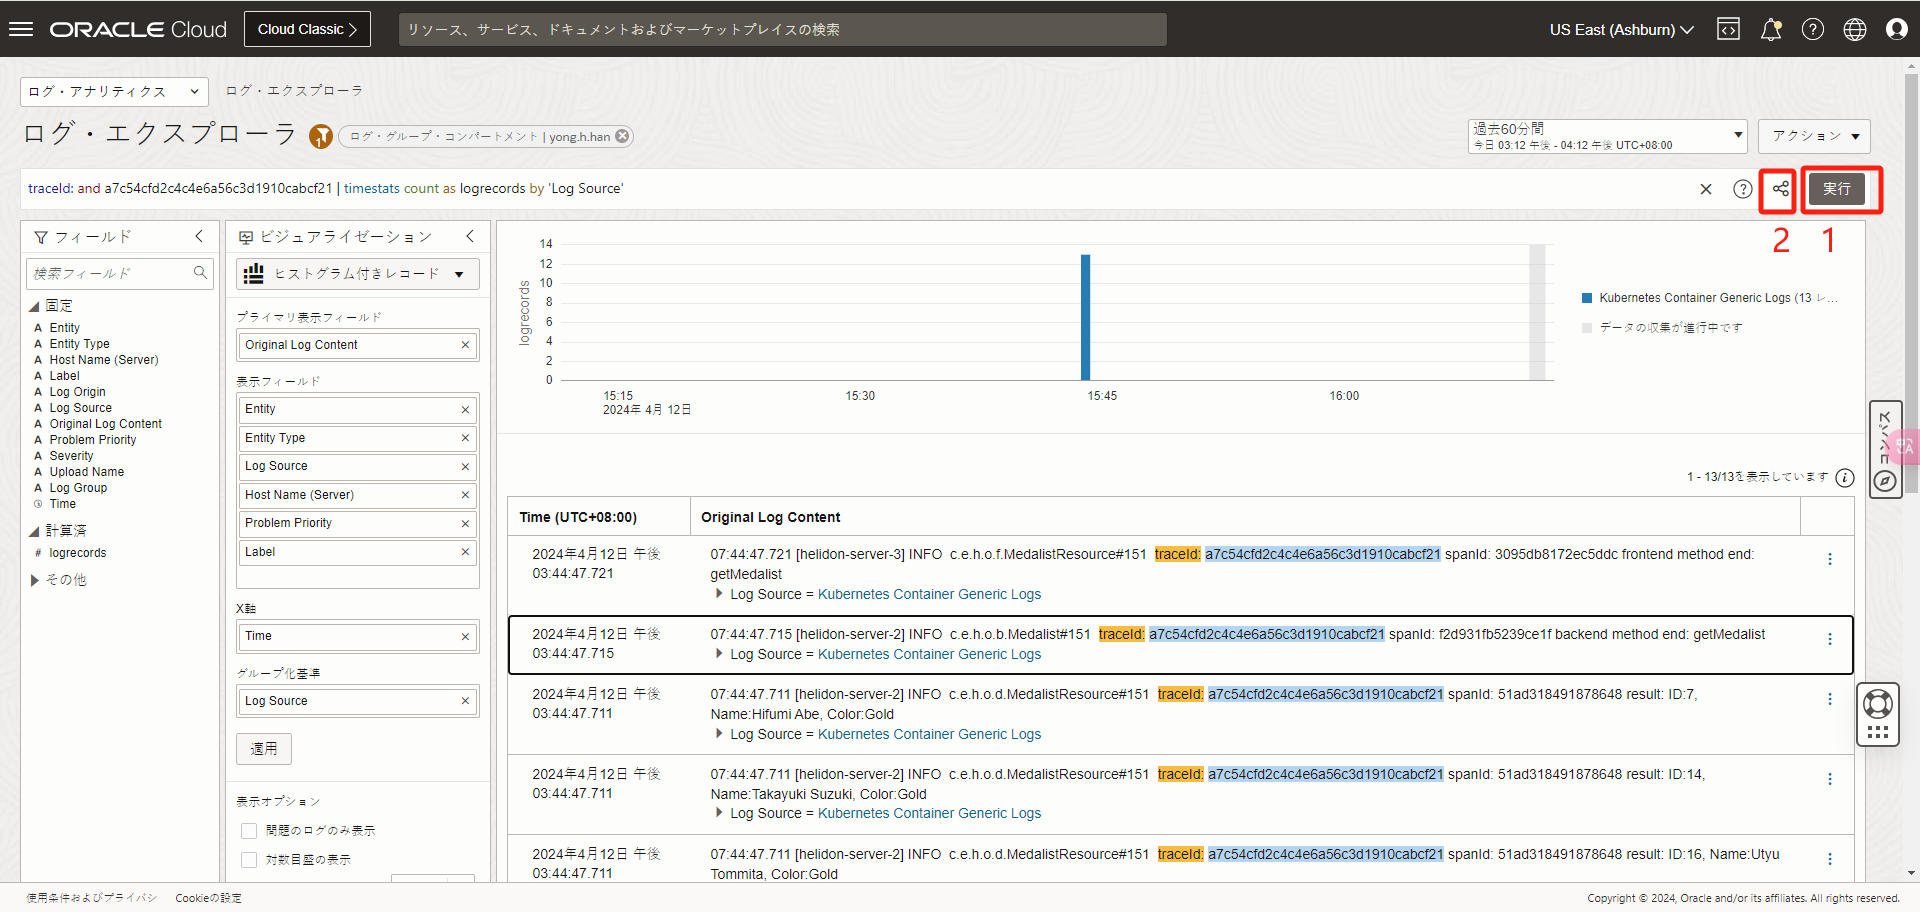 ORACLE Cloud
Cloud Classic
リソース、サービス、ドキュメントおよびマーケットプレイスの検索
US East (Ashburn)
ログ・アナリティクス
ログ・エクスプローラ
ログ・エクスプローラ
1
ログ・グループ・コンパートメント | yong.h.han
過去60分間
今日 03:12 午後 - 04:12 午後 UTC+08:00
アクション
traceId: and a7c54cfd2c4c4e6a56c3d1910cabcf21 | timestats count as logrecords by 'Log Source'
実行
2
1
フィールド
検索フィールド
固定
A Entity
A Entity Type
A Host Name (Server)
A Label
A Log Origin
A Log Source
A Original Log Content
A Problem Priority
A Severity
A Upload Name
A Log Group
Time
計算済
# logrecords
その他
ビジュアライゼーション
ヒストグラム付きレコード
プライマリ表示フィールド
Original Log Content
表示フィールド
Entity
Entity Type
Log Source
Host Name (Server)
Problem Priority
Label
X軸
Time
グループ化基準
Log Source
適用
表示オプション
問題のログのみ表示
対数目盛の表示
logrecords
14
12
10
8
6
4
2
0
15:15
2024年 4月 12日
15:30
15:45
16:00
Kubernetes Container Generic Logs (13 レ...
データの収集が進行中です
1 - 13/13を表示しています
Time (UTC+08:00)
Original Log Content
2024年4月12日 午後
03:44:47.721
07:44:47.721 [helidon-server-3] INFO c.e.h.o.f.MedalistResource#151 traceId: a7c54cfd2c4c4e6a56c3d1910cabcf21 spanId: 3095db8172ec5ddc frontend method end:
getMedalist
Log Source = Kubernetes Container Generic Logs
2024年4月12日 午後
03:44:47.715
07:44:47.715 [helidon-server-2] INFO c.e.h.o.b.Medalist#151 traceId: a7c54cfd2c4c4e6a56c3d1910cabcf21 spanId: f2d931fb5239ce1f backend method end: getMedalist
Log Source = Kubernetes Container Generic Logs
2024年4月12日 午後
03:44:47.711
07:44:47.711 [helidon-server-2] INFO c.e.h.o.d.MedalistResource#151 traceId: a7c54cfd2c4c4e6a56c3d1910cabcf21 spanId: 51ad318491878648 result: ID:7,
Name:Hifumi Abe, Color:Gold
Log Source = Kubernetes Container Generic Logs
2024年4月12日 午後
03:44:47.711
07:44:47.711 [helidon-server-2] INFO c.e.h.o.d.MedalistResource#151 traceId: a7c54cfd2c4c4e6a56c3d1910cabcf21 spanId: 51ad318491878648 result: ID:14,
Name:Takayuki Suzuki, Color:Gold
Log Source = Kubernetes Container Generic Logs
2024年4月12日 午後
03:44:47.711
07:44:47.711 [helidon-server-2] INFO c.e.h.o.d.MedalistResource#151 traceId: a7c54cfd2c4c4e6a56c3d1910cabcf21 spanId: 51ad318491878648 result: ID:16, Name:Utyu
Tommita, Color:Gold
使用条件およびプライバシ
Cookieの設定
Copyright © 2024, Oracle and/or its affiliates. All rights reserved.